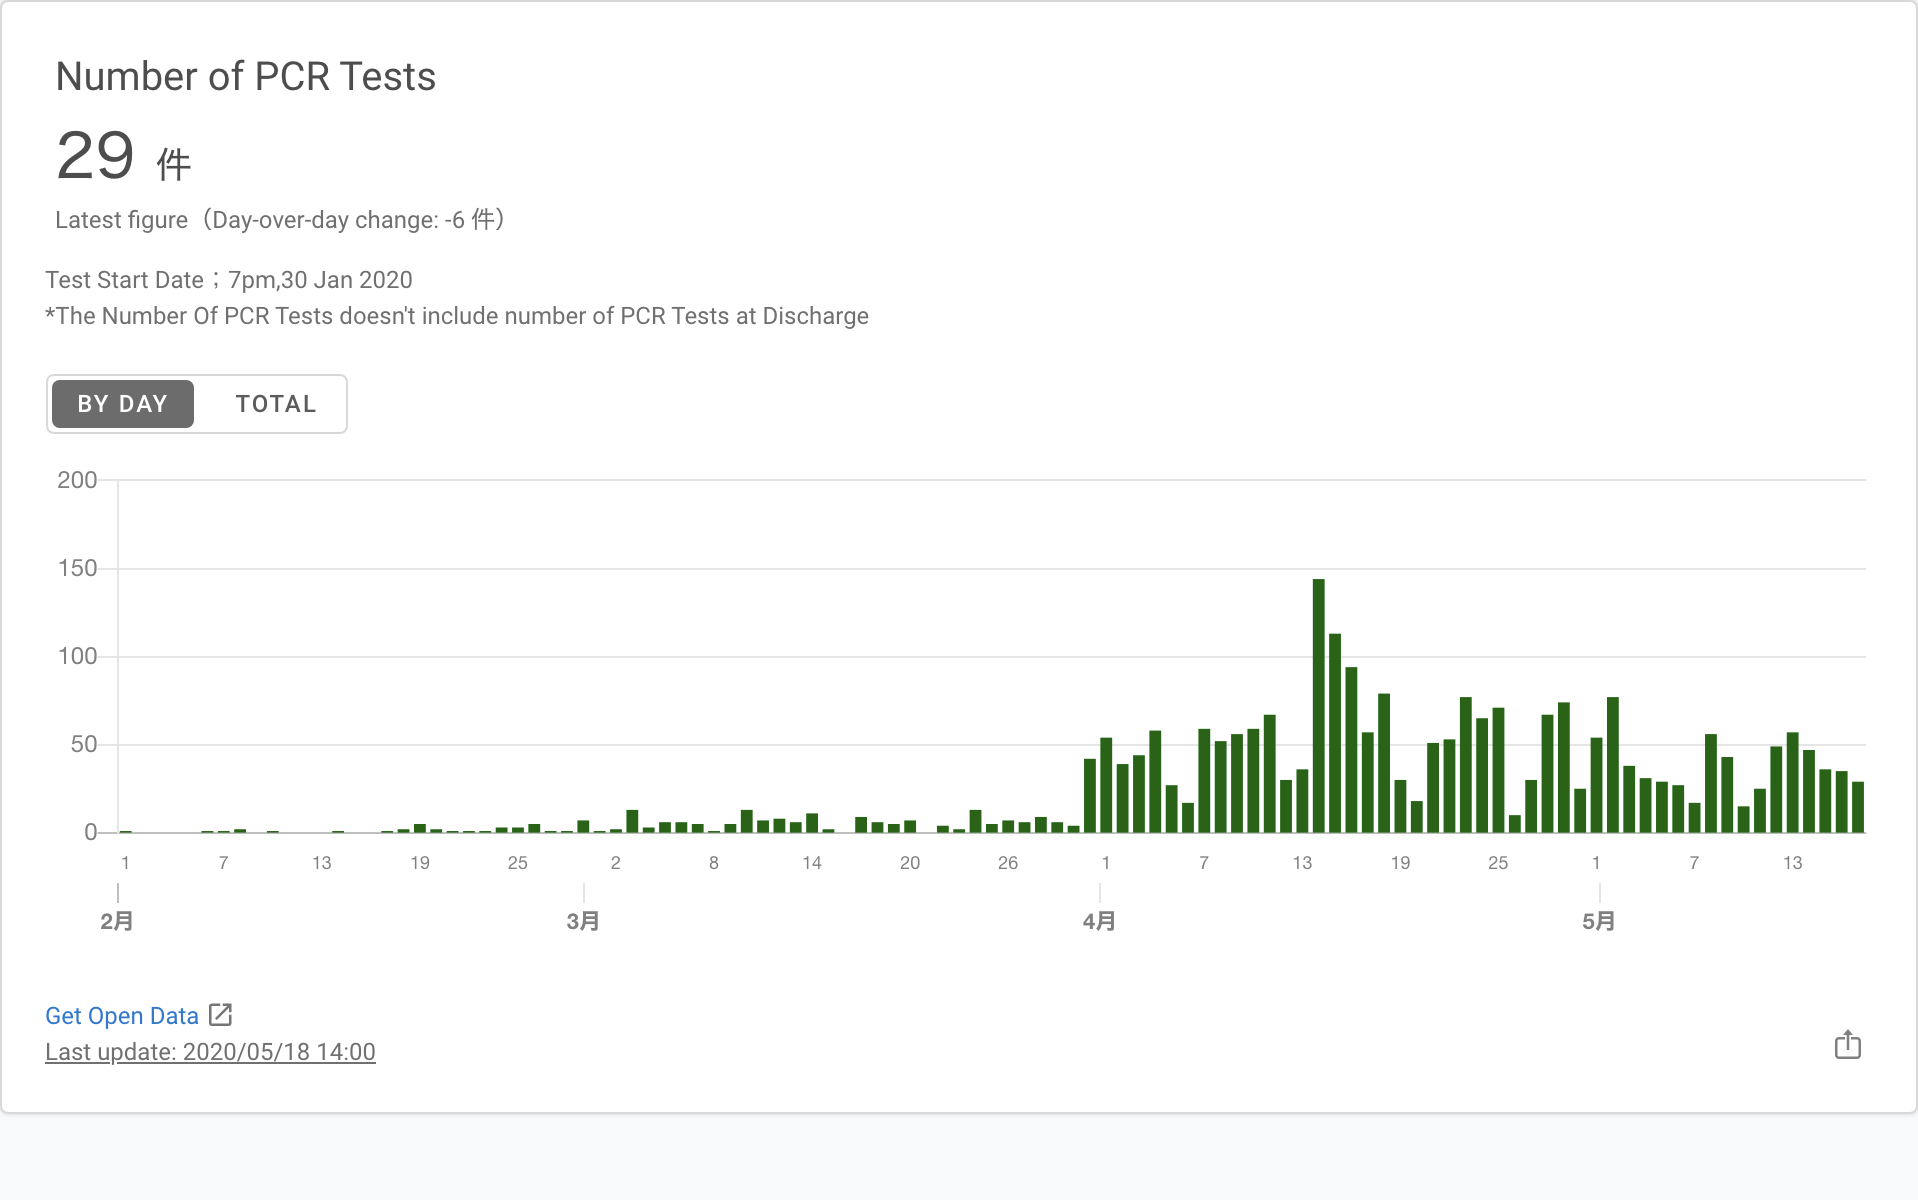 Number of PCR Tests
29 件
Latest figure（Day-over-day change: -6 件）
Test Start Date；7pm,30 Jan 2020
*The Number Of PCR Tests doesn't include number of PCR Tests at Discharge
BY DAY TOTAL
200
150
100
50
0
1 7 13 19 25 2 8 14 20 26 1 7 13 19 25 1 7 13
2月 3月 4月 5月
Get Open Data
Last update: 2020/05/18 14:00